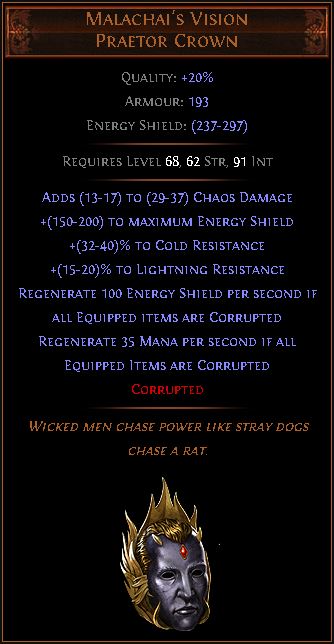 Malachai's Vision
Praetor Crown
Quality: +20%
Armour: 193
Energy Shield: (237-297)
Requires Level 68, 62 Str, 91 Int
Adds (13-17) to (29-37) Chaos Damage
+(150-200) to maximum Energy Shield
+(32-40)% to Cold Resistance
+(15-20)% to Lightning Resistance
Regenerate 100 Energy Shield per second if
all Equipped items are Corrupted
Regenerate 35 Mana per second if all
Equipped Items are Corrupted
Corrupted
Wicked men chase power like stray dogs
chase a rat.